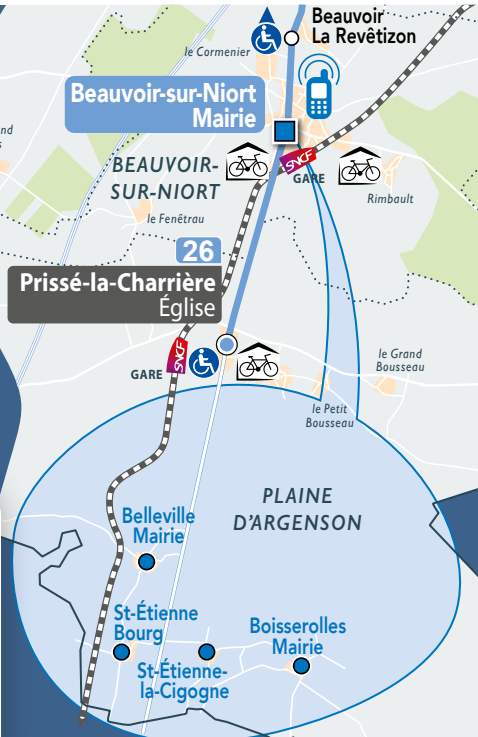 Beauvoir
La Revêtizon
le Cormenier
Beauvoir-sur-Niort
Mairie
BEAUVOIR-
SUR-NIORT
SNCF
GARE
Rimbault
le Fenêtrau
26
Prissé-la-Charrière
Église
SNCF
GARE
le Grand
Bousseau
le Petit
Bousseau
PLAINE
D'ARGENSON
Belleville
Mairie
St-Étienne
Bourg
Boisserolles
Mairie
St-Étienne-
la-Cigogne